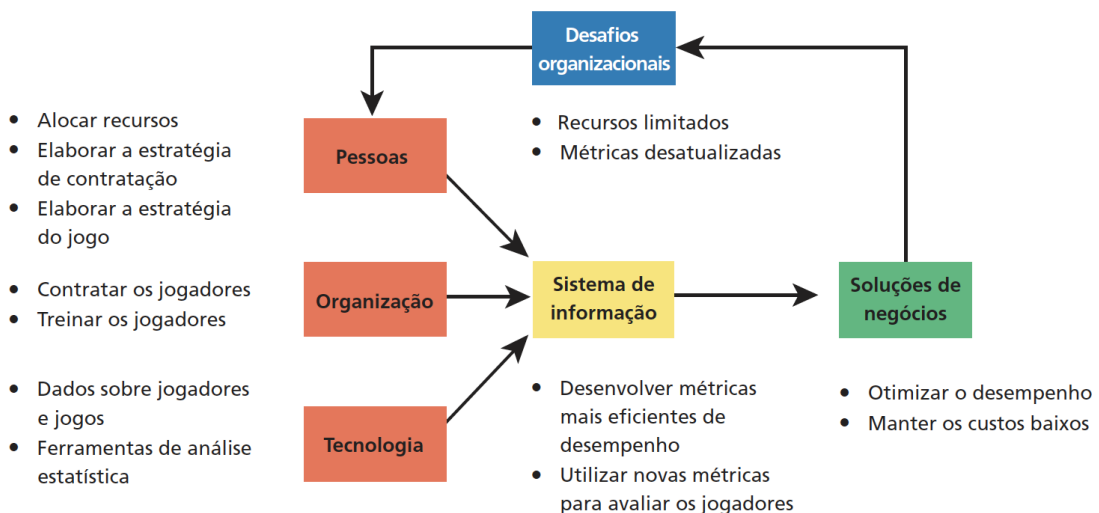 Desafios
organizacionais
• Recursos limitados
• Métricas desatualizadas
Pessoas
• Alocar recursos
• Elaborar a estratégia
de contratação
• Elaborar a estratégia
do jogo
Organização
• Contratar os jogadores
• Treinar os jogadores
Tecnologia
• Dados sobre jogadores
e jogos
• Ferramentas de análise
estatística
Sistema de
informação
• Desenvolver métricas
mais eficientes de
desempenho
• Utilizar novas métricas
para avaliar os jogadores
Soluções de
negócios
• Otimizar o desempenho
• Manter os custos baixos